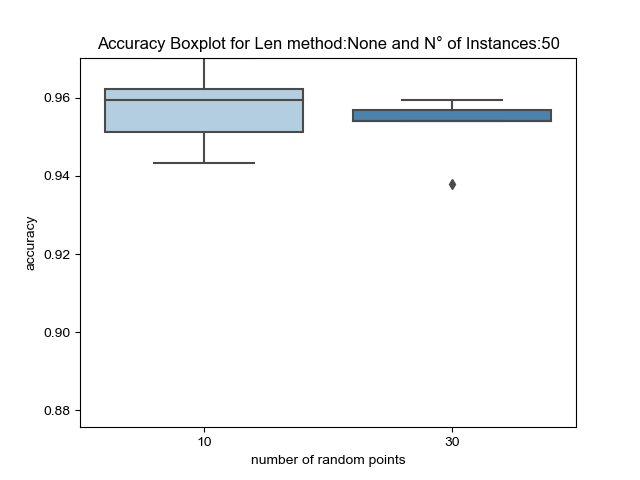 Accuracy Boxplot for Len method:None and N° of Instances:50
0.96
0.94
0.92
0.90
0.88
accuracy
10
30
number of random points